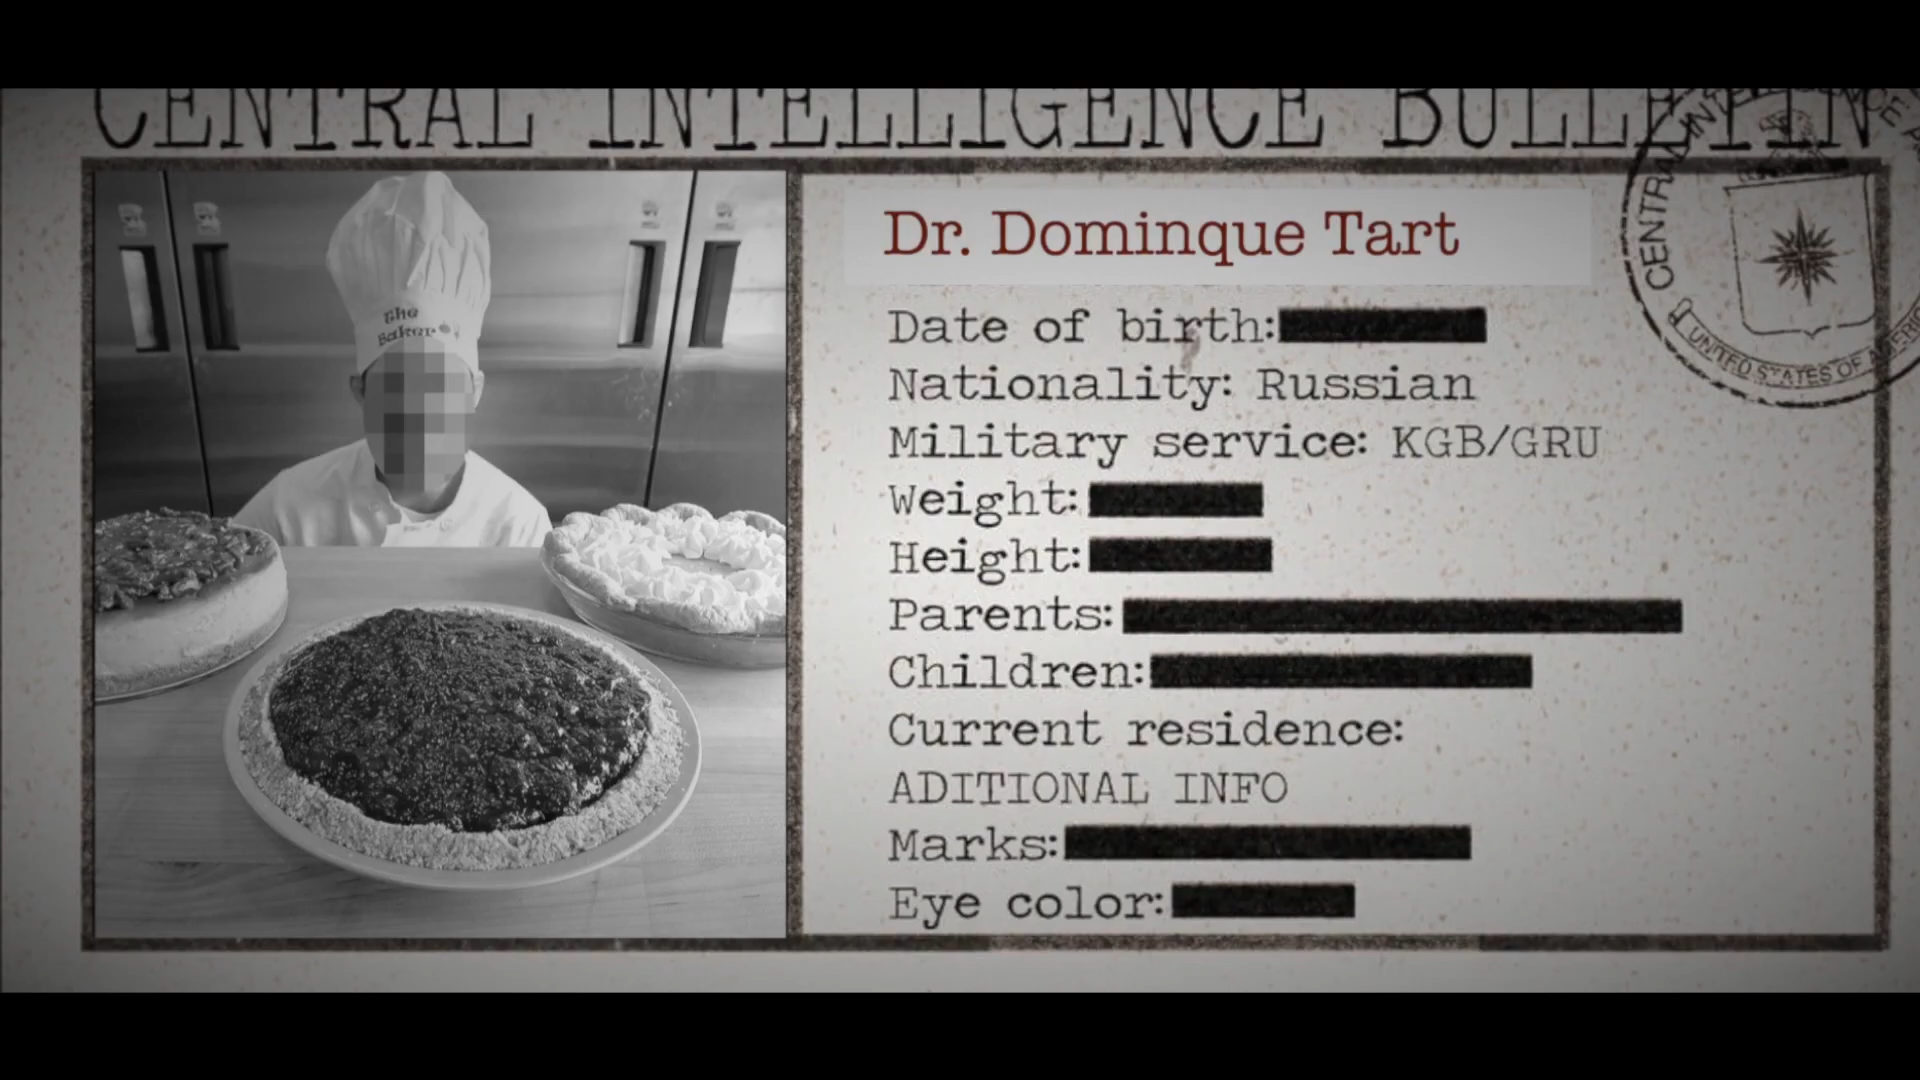 CENTRAL INTELLIGENCE BULLETIN
the
Baker
Dr. Dominque Tart
Date of birth:
Nationality: Russian
Military service: KGB/GRU
Weight:
Height:
Parents:
Children:
Current residence:
ADITIONAL INFO
Marks:
Eye color:
CENTRAL INTELLIGENCE
UNITED STATES OF AMERICA